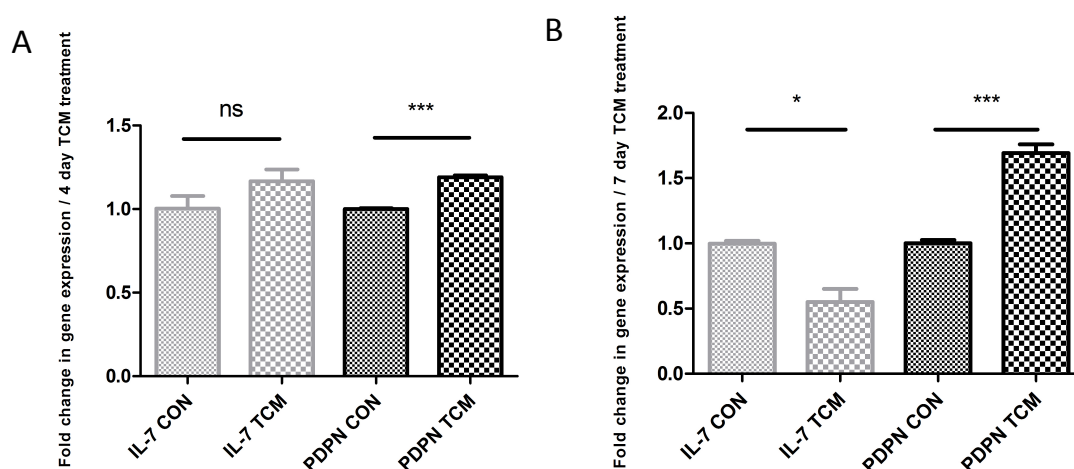 A
Fold change in gene expression / 4 day TCM treatment
ns
***
1.5
1.0
0.5
0.0
IL-7 CON
IL-7 TCM
PDPN CON
PDPN TCM
B
Fold change in gene expression / 7 day TCM treatment
*
***
2.0
1.5
1.0
0.5
0.0
IL-7 CON
IL-7 TCM
PDPN CON
PDPN TCM